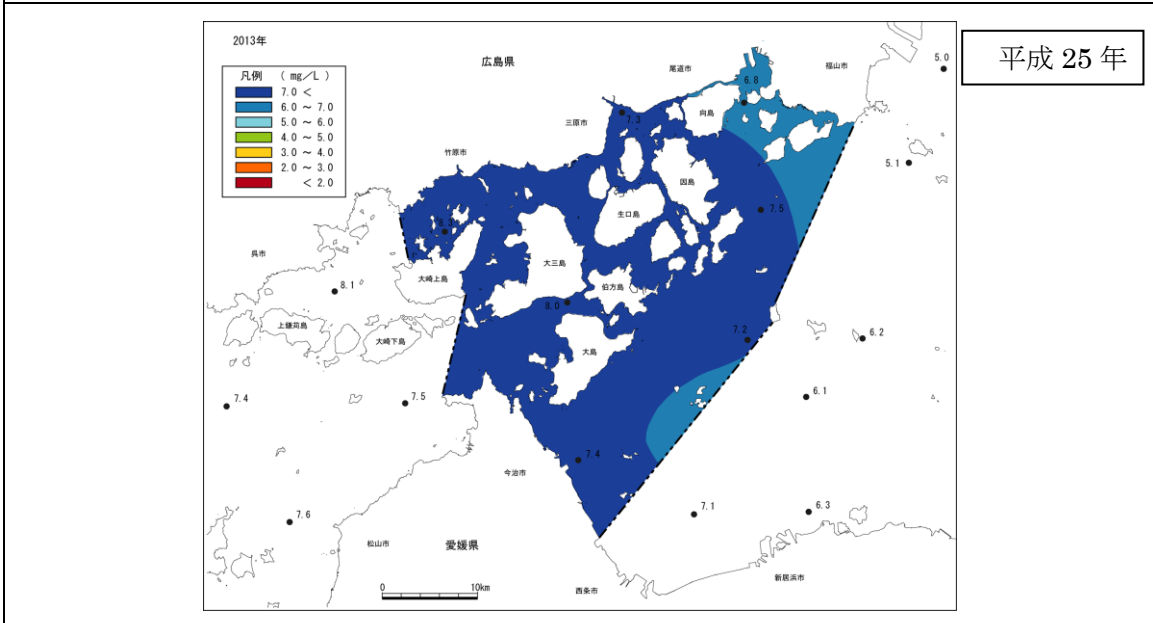 2013年
平成 25 年
凡例 ( mg/L )
7.0 <
6.0 ~ 7.0
5.0 ~ 6.0
4.0 ~ 5.0
3.0 ~ 4.0
2.0 ~ 3.0
< 2.0
広島県
尾道市
福山市
5.0
6.8
三原市
7.3
向島
竹原市
5.1
因島
7.5
生口島
呉市
大三島
大崎上島
伯方島
8.1
8.0
上蒲刈島
大崎下島
大島
7.2
6.2
7.4
7.5
6.1
今治市
7.4
7.6
7.1
6.3
松山市
愛媛県
新居浜市
0
10km
西条市